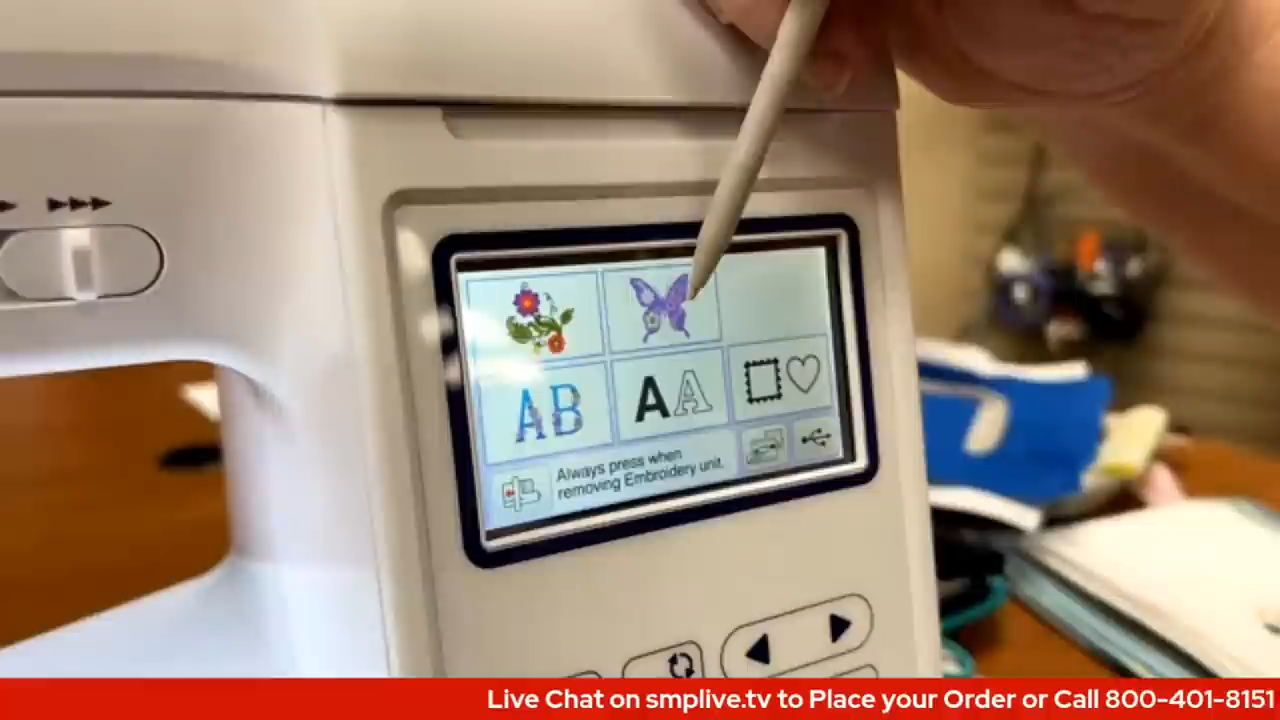 AB
AA
Always press when
removing Embroidery unit.
Live Chat on smplive.tv to Place your Order or Call 800-401-8151